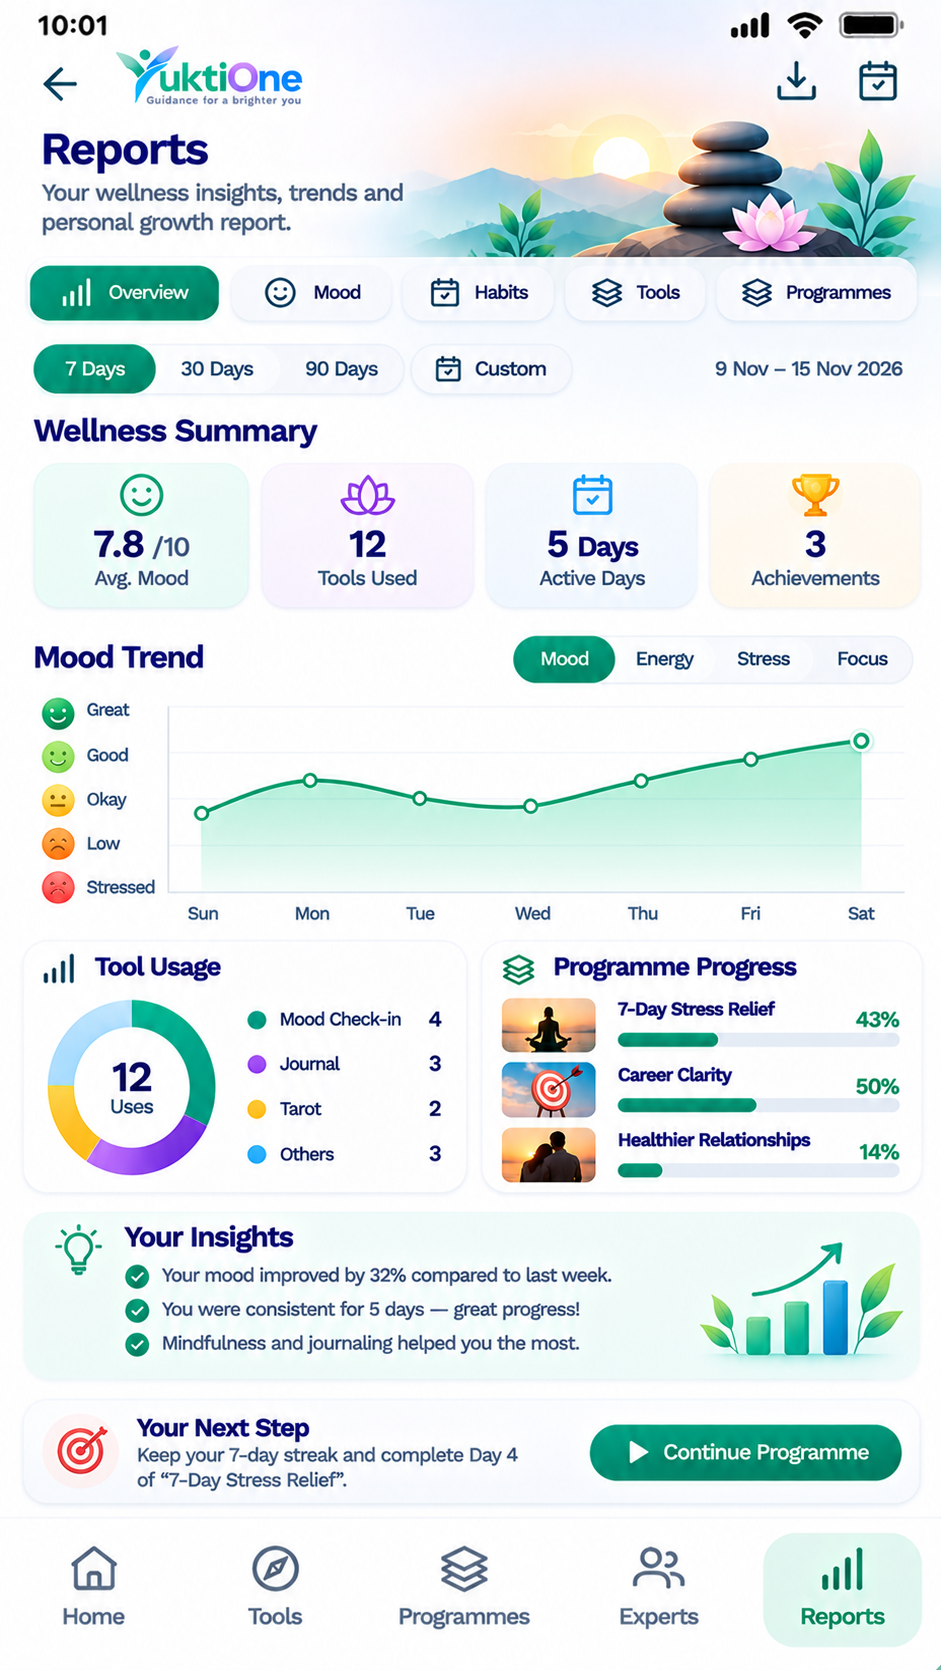 10:01
YuktiOne
Guidance for a brighter you
Reports
Your wellness insights, trends and
personal growth report.
Overview
Mood
Habits
Tools
Programmes
7 Days
30 Days
90 Days
Custom
9 Nov – 15 Nov 2026
Wellness Summary
7.8 /10
Avg. Mood
12
Tools Used
5 Days
Active Days
3
Achievements
Mood Trend
Mood
Energy
Stress
Focus
Great
Good
Okay
Low
Stressed
Sun
Mon
Tue
Wed
Thu
Fri
Sat
Tool Usage
12
Uses
Mood Check-in 4
Journal 3
Tarot 2
Others 3
Programme Progress
7-Day Stress Relief
43%
Career Clarity
50%
Healthier Relationships
14%
Your Insights
Your mood improved by 32% compared to last week.
You were consistent for 5 days — great progress!
Mindfulness and journaling helped you the most.
Your Next Step
Keep your 7-day streak and complete Day 4
of “7-Day Stress Relief”.
Continue Programme
Home
Tools
Programmes
Experts
Reports